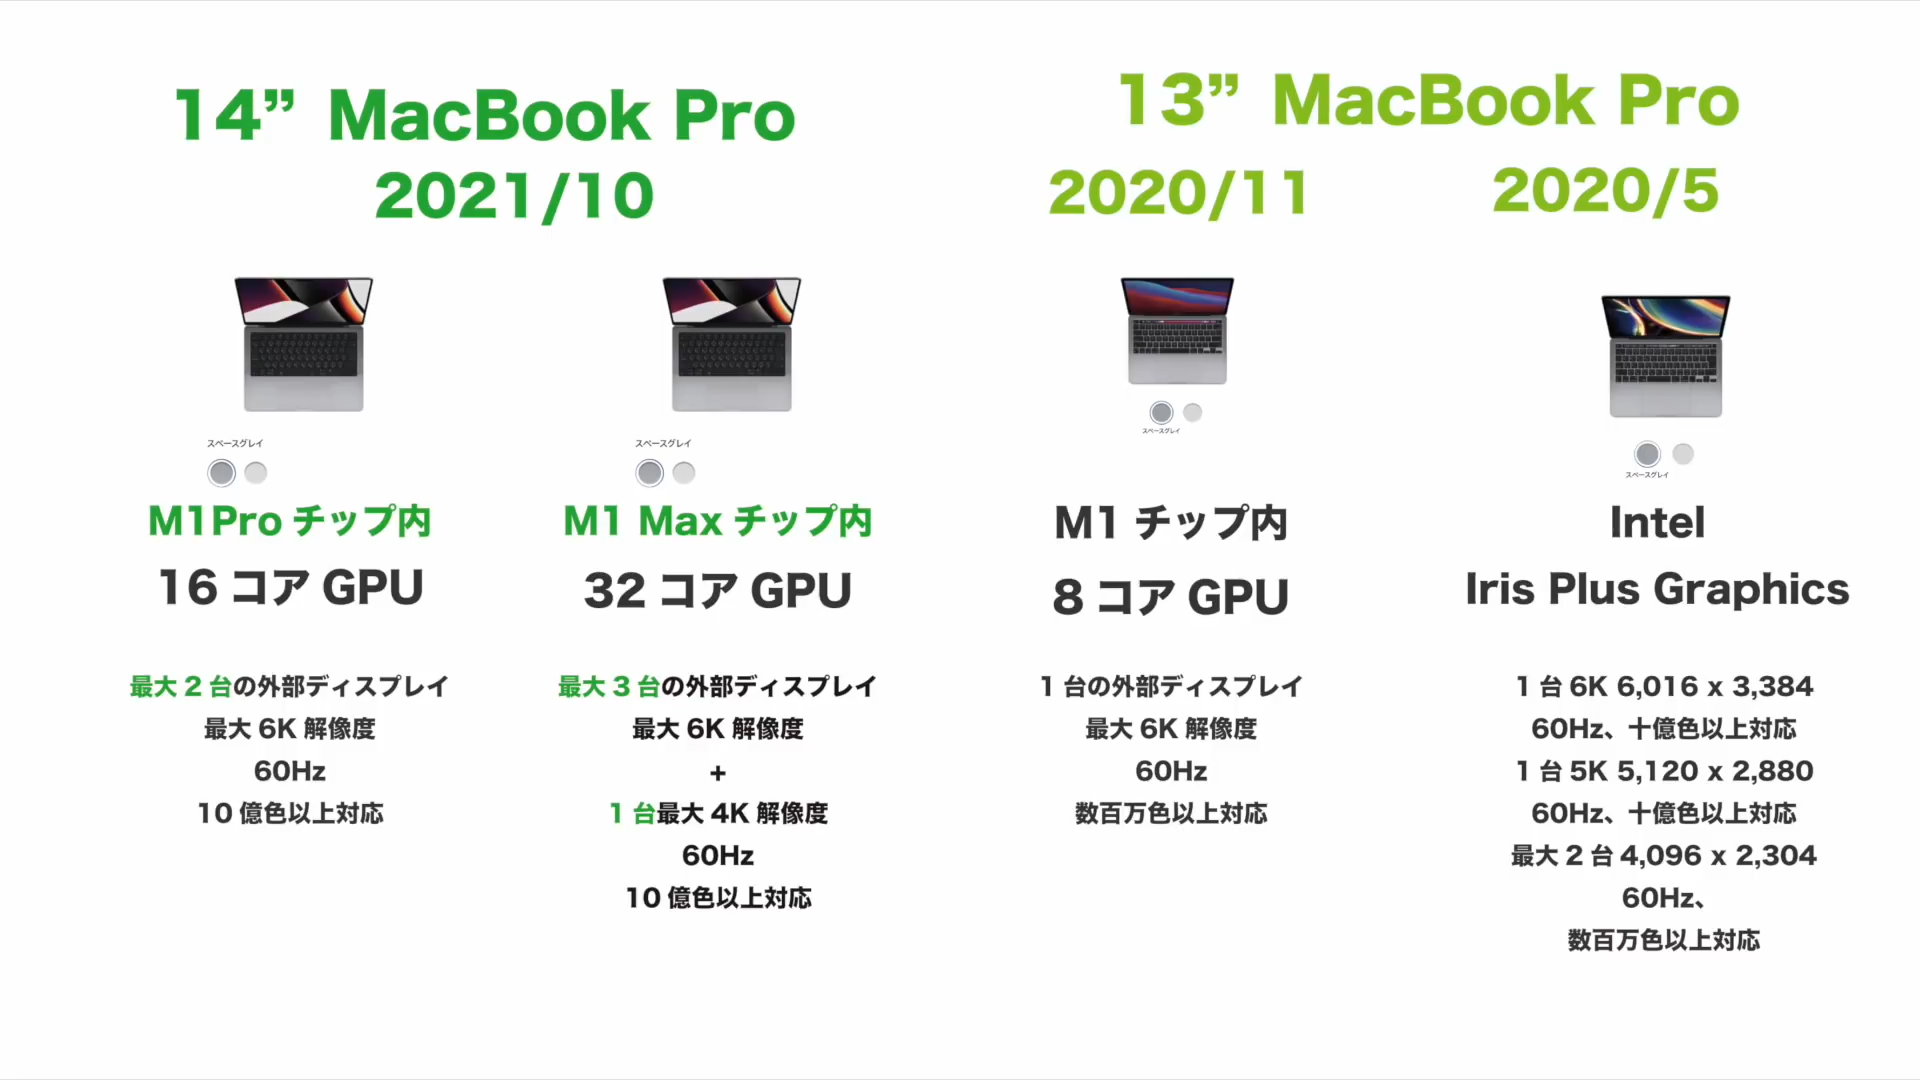 14” MacBook Pro
2021/10
スペースグレイ
M1Pro チップ内
16 コア GPU
最大 2 台の外部ディスプレイ
最大 6K 解像度
60Hz
10 億色以上対応
スペースグレイ
M1 Max チップ内
32 コア GPU
最大 3 台の外部ディスプレイ
最大 6K 解像度
+
1 台最大 4K 解像度
60Hz
10 億色以上対応
13” MacBook Pro
2020/11
スペースグレイ
M1 チップ内
8 コア GPU
1 台の外部ディスプレイ
最大 6K 解像度
60Hz
数百万色以上対応
2020/5
スペースグレイ
Intel
Iris Plus Graphics
1 台 6K 6,016 x 3,384
60Hz、十億色以上対応
1 台 5K 5,120 x 2,880
60Hz、十億色以上対応
最大 2 台 4,096 x 2,304
60Hz、
数百万色以上対応